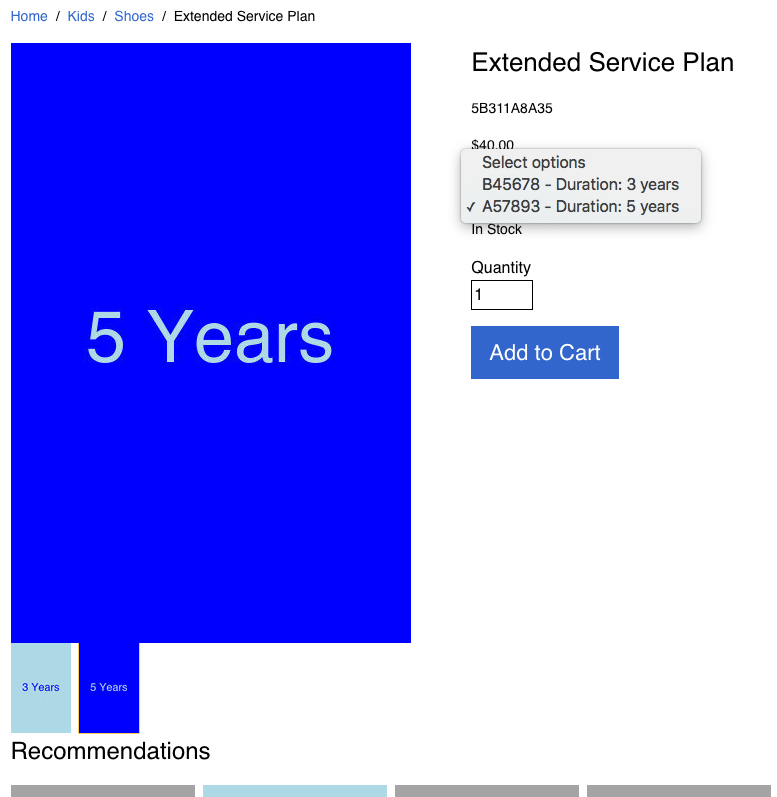 Home / Kids / Shoes / Extended Service Plan
Extended Service Plan
5B311A8A35
$40.00
Select options
B45678 - Duration: 3 years
✓ A57893 - Duration: 5 years
In Stock
Quantity
1
Add to Cart
5 Years
3 Years
5 Years
Recommendations